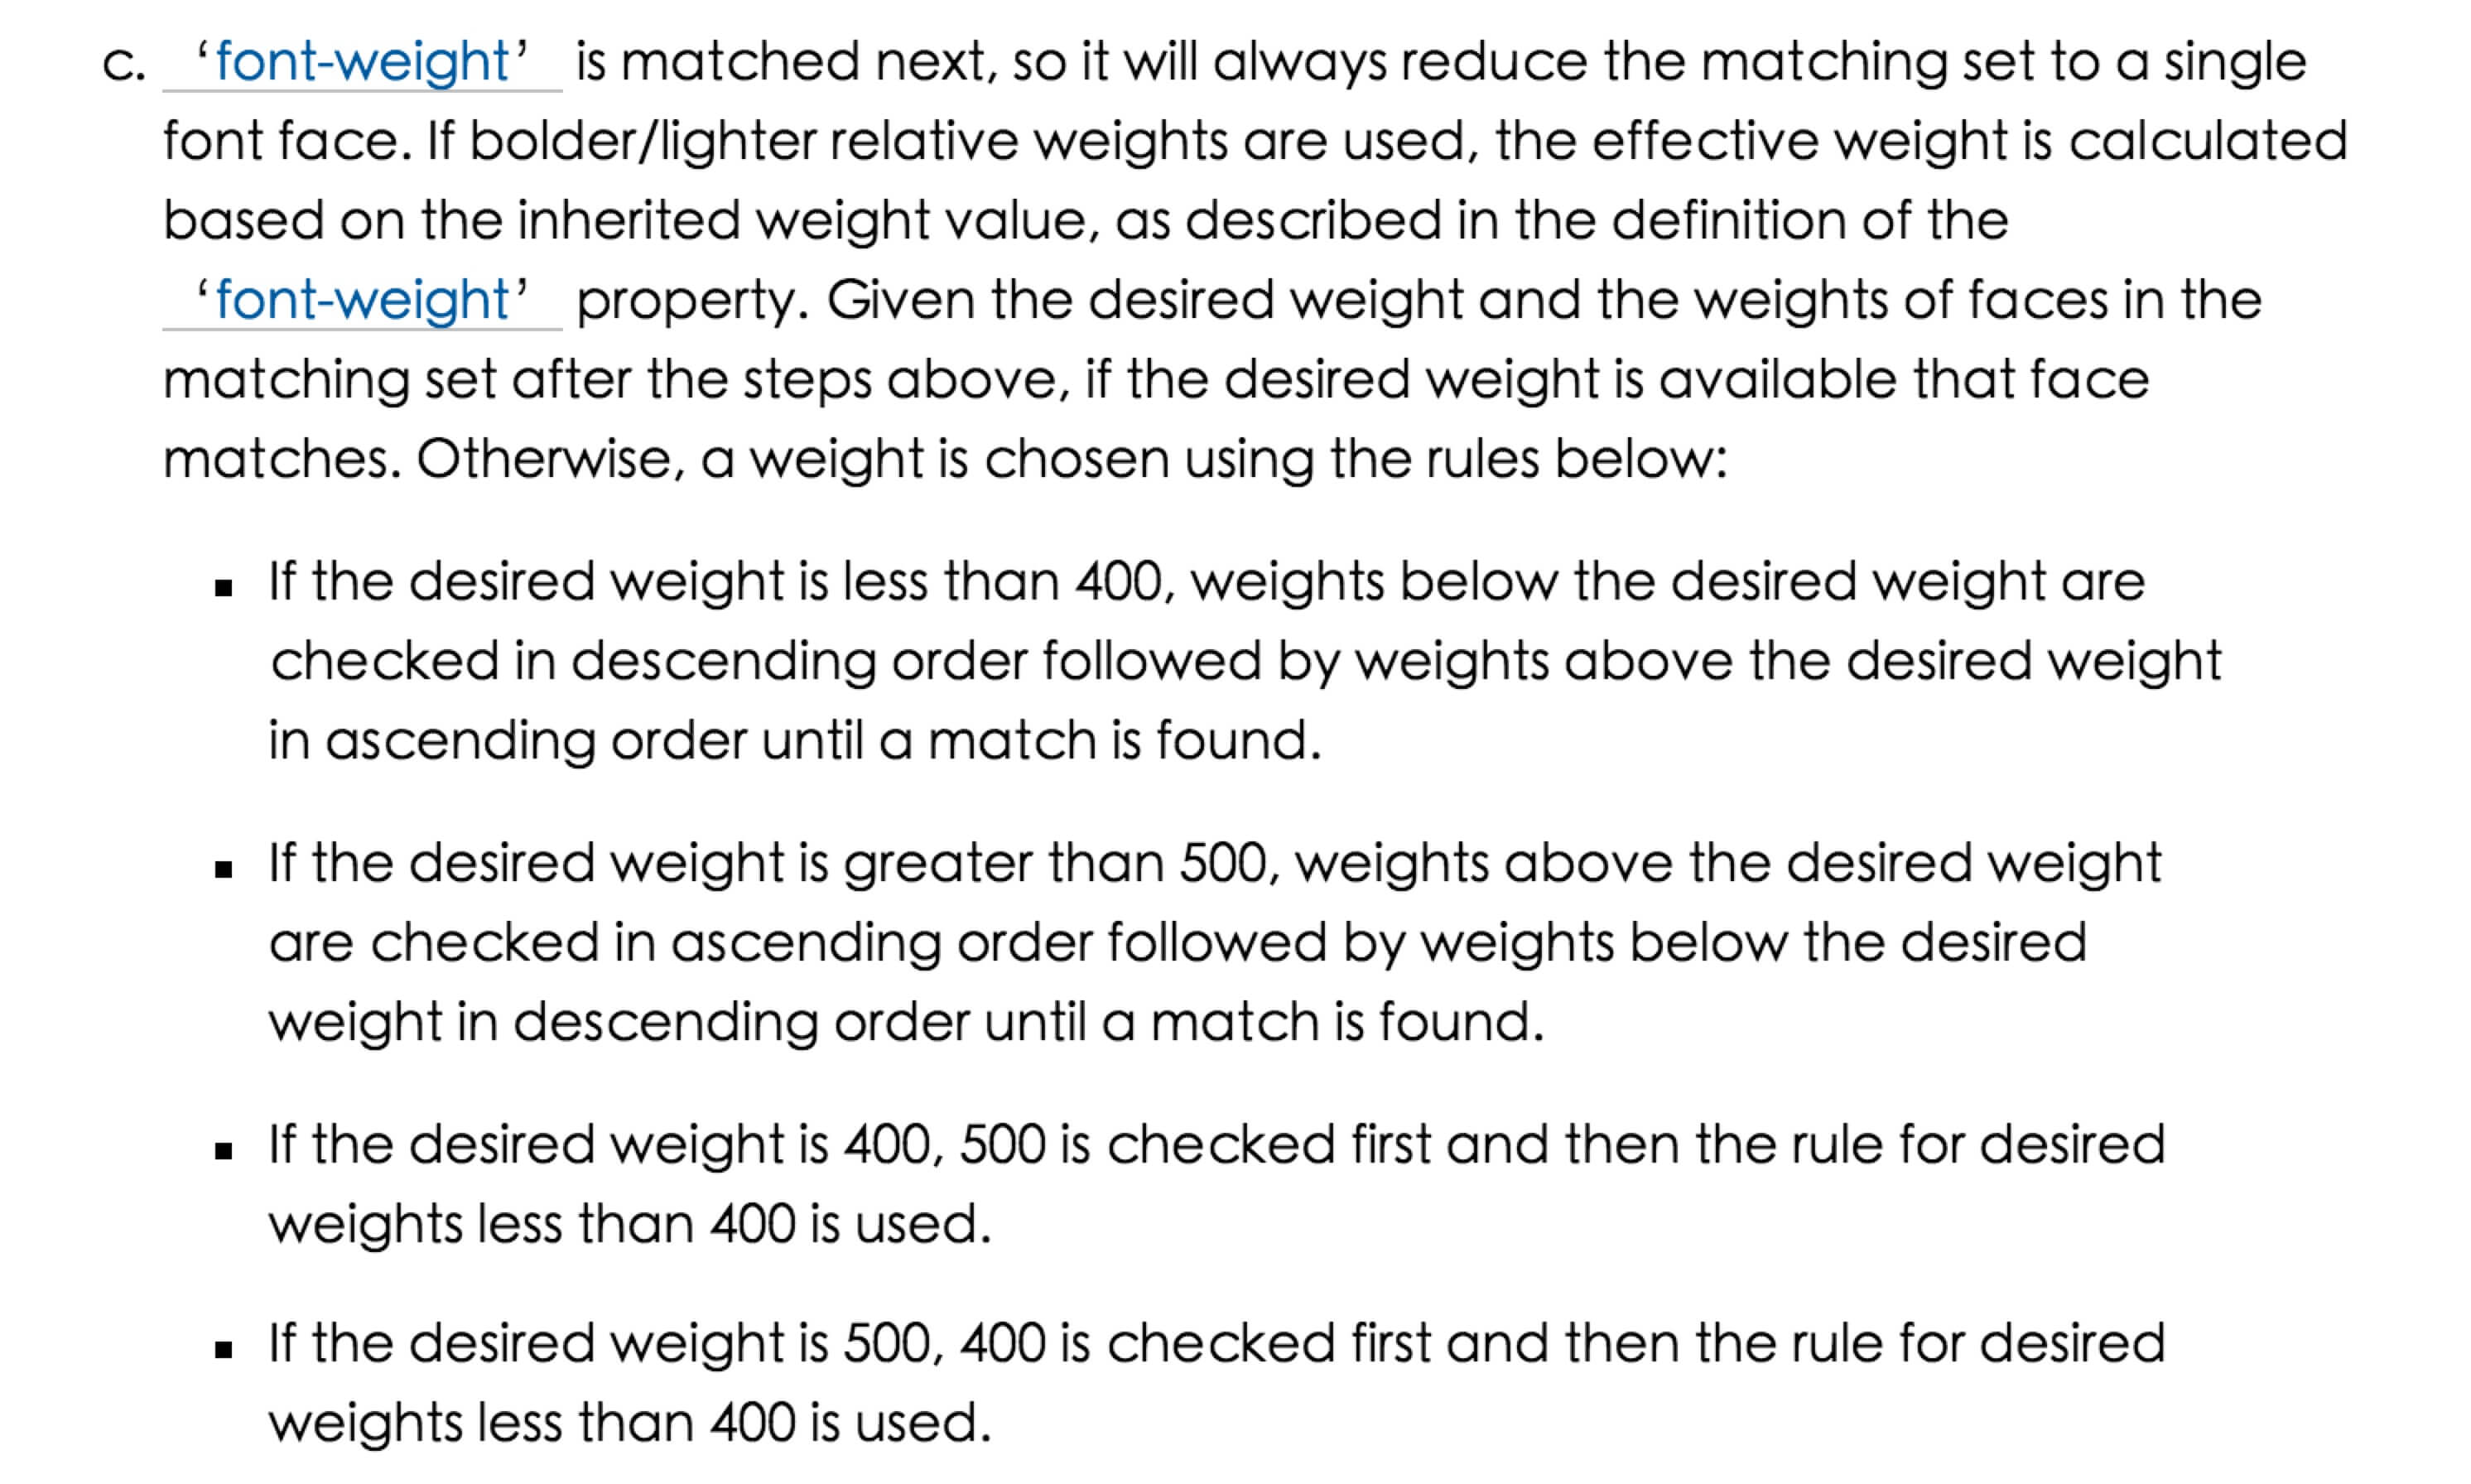 c. ‘font-weight’ is matched next, so it will always reduce the matching set to a single
font face. If bolder/lighter relative weights are used, the effective weight is calculated
based on the inherited weight value, as described in the definition of the
‘font-weight’ property. Given the desired weight and the weights of faces in the
matching set after the steps above, if the desired weight is available that face
matches. Otherwise, a weight is chosen using the rules below:
▪ If the desired weight is less than 400, weights below the desired weight are
checked in descending order followed by weights above the desired weight
in ascending order until a match is found.
▪ If the desired weight is greater than 500, weights above the desired weight
are checked in ascending order followed by weights below the desired
weight in descending order until a match is found.
▪ If the desired weight is 400, 500 is checked first and then the rule for desired
weights less than 400 is used.
▪ If the desired weight is 500, 400 is checked first and then the rule for desired
weights less than 400 is used.